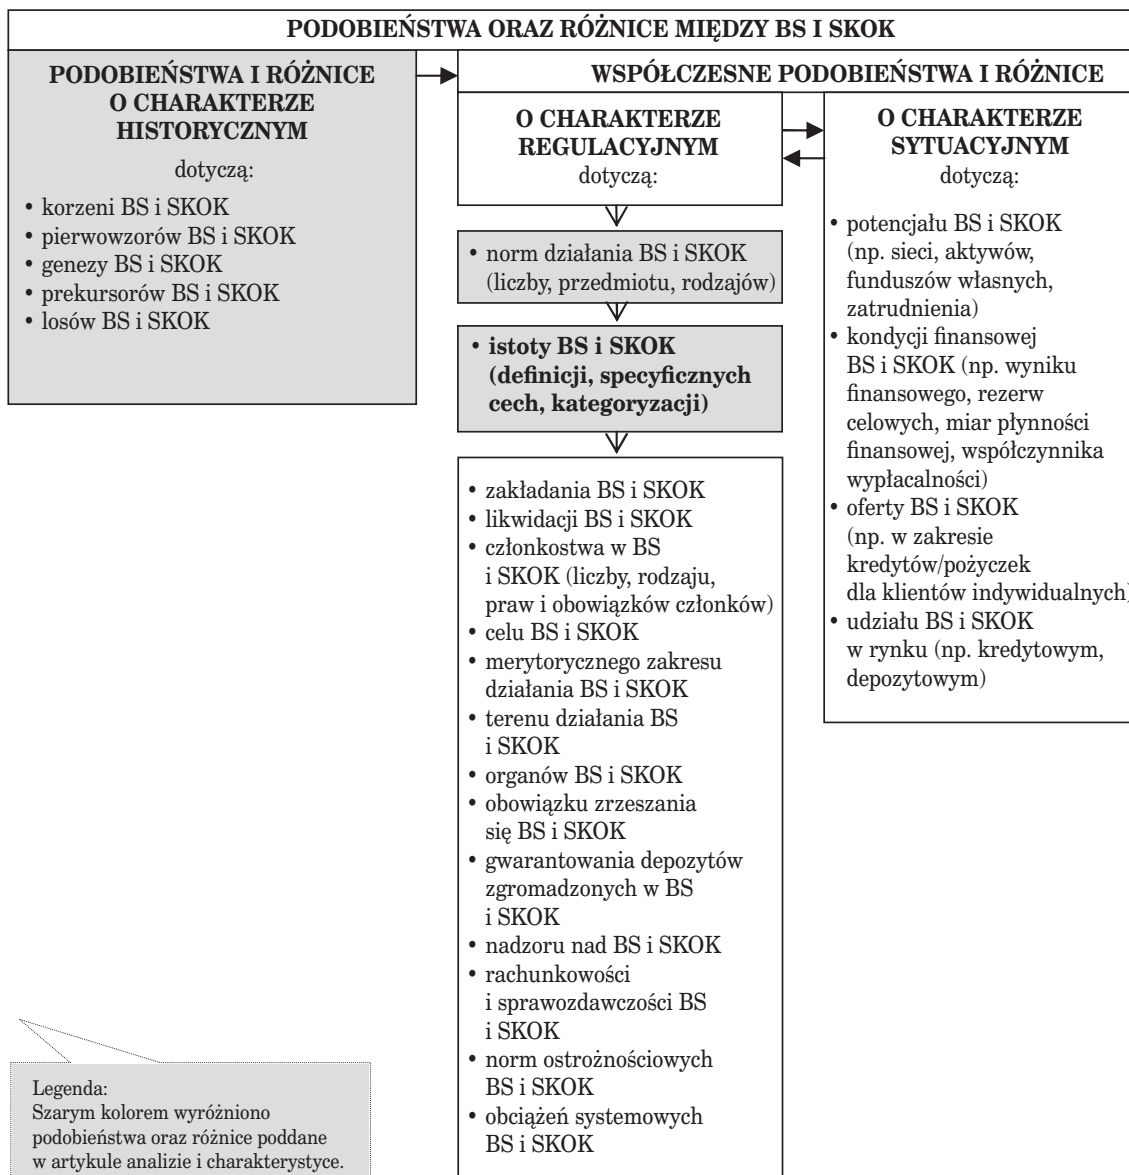 PODOBIEŃSTWA ORAZ RÓŻNICE MIĘDZY BS I SKOK
PODOBIEŃSTWA I RÓŻNICE
O CHARAKTERZE
HISTORYCZNYM
dotyczą:
• korzeni BS i SKOK
• pierwowzorów BS i SKOK
• genezy BS i SKOK
• prekursorów BS i SKOK
• losów BS i SKOK
WSPÓŁCZESNE PODOBIEŃSTWA I RÓŻNICE
O CHARAKTERZE
REGULACYJNYM
dotyczą:
• norm działania BS i SKOK
(liczby, przedmiotu, rodzajów)
• istoty BS i SKOK
(definicji, specyficznych
cech, kategoryzacji)
• zakładania BS i SKOK
• likwidacji BS i SKOK
• członkostwa w BS
i SKOK (liczby, rodzaju,
praw i obowiązków członków)
• celu BS i SKOK
• merytorycznego zakresu
działania BS i SKOK
• terenu działania BS
i SKOK
• organów BS i SKOK
• obowiązku zrzeszania
się BS i SKOK
• gwarantowania depozytów
zgromadzonych w BS
i SKOK
• nadzoru nad BS i SKOK
• rachunkowości
i sprawozdawczości BS
i SKOK
• norm ostrożnościowych
BS i SKOK
• obciążeń systemowych
BS i SKOK
O CHARAKTERZE
SYTUACYJNYM
dotyczą:
• potencjału BS i SKOK
(np. sieci, aktywów,
funduszów własnych,
zatrudnienia)
• kondycji finansowej
BS i SKOK (np. wyniku
finansowego, rezerw
celowych, miar płynności
finansowej, współczynnika
wypłacalności)
• oferty BS i SKOK
(np. w zakresie
kredytów/pożyczek
dla klientów indywidualnych)
• udziału BS i SKOK
w rynku (np. kredytowym,
depozytowym)
Legenda:
Szarym kolorem wyróżniono
podobieństwa oraz różnice poddane
w artykule analizie i charakterystyce.